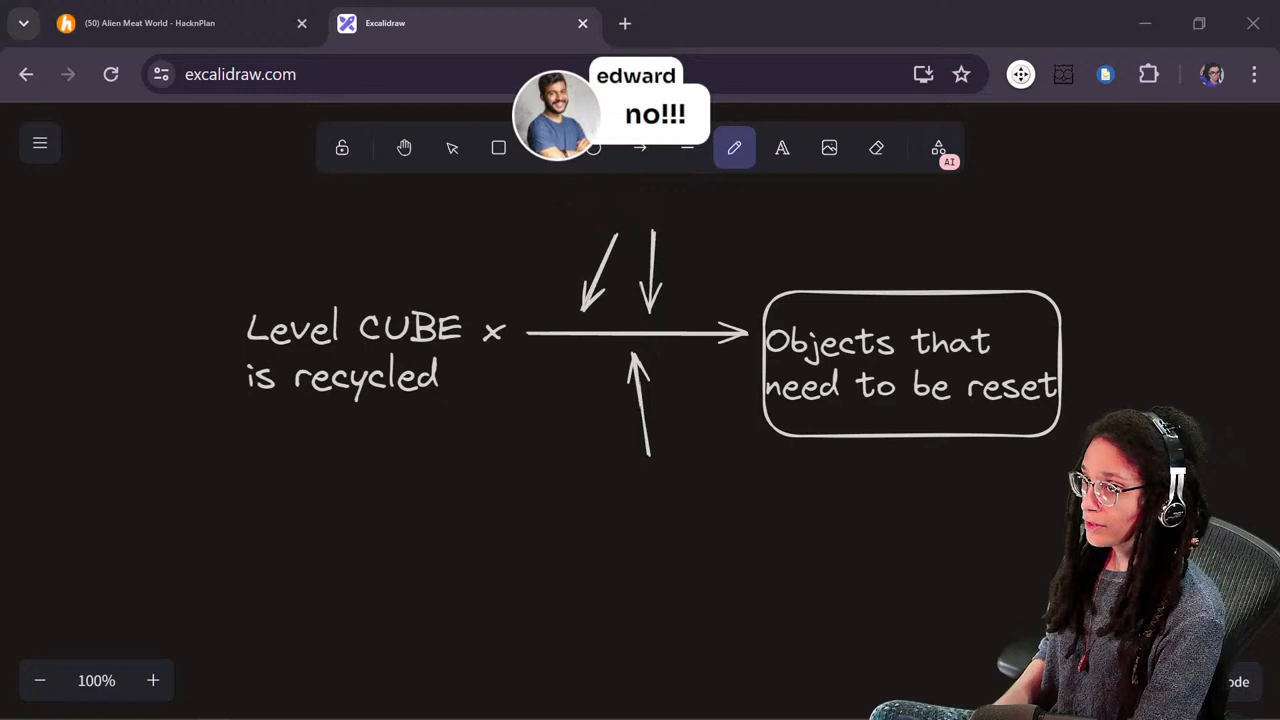 (50) Alien Meat World - HacknPlan
Excalidraw
excalidraw.com
edward
no!!!
AI
Level CUBE x
is recycled
Objects that
need to be reset
100%
ode